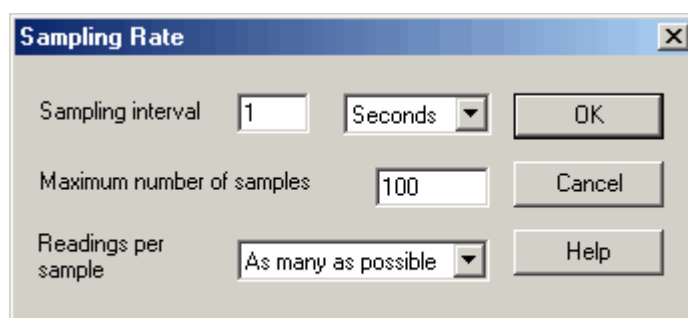 Sampling Rate
Sampling interval 1 Seconds OK
Maximum number of samples 100 Cancel
Readings per
sample As many as possible Help